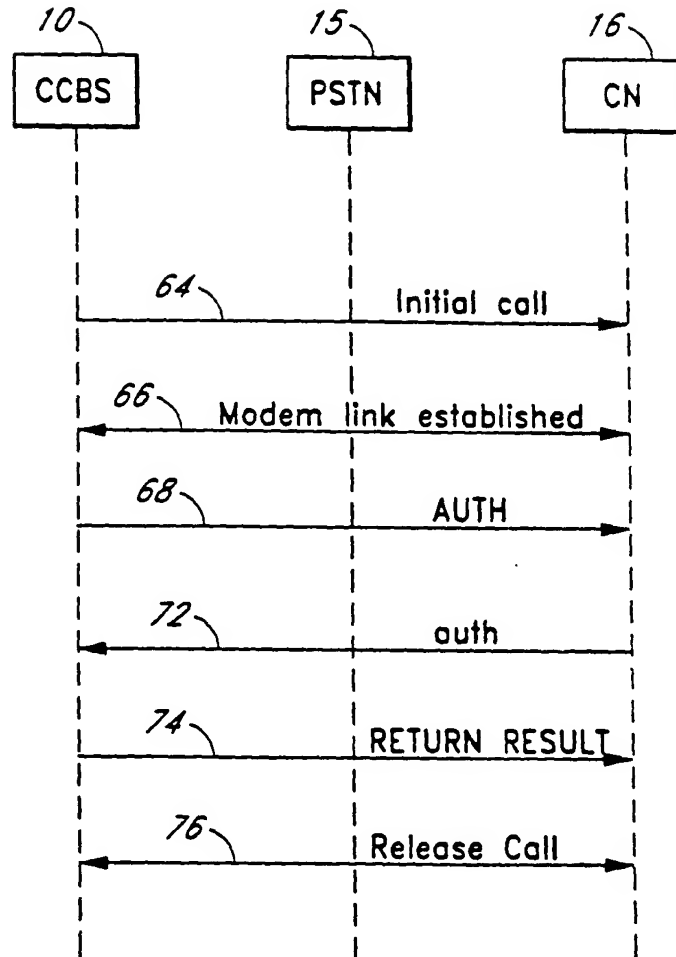 10 15 16
CCBS PSTN CN
64 Initial call
66 Modem link established
68 AUTH
72 auth
74 RETURN RESULT
76 Release Call